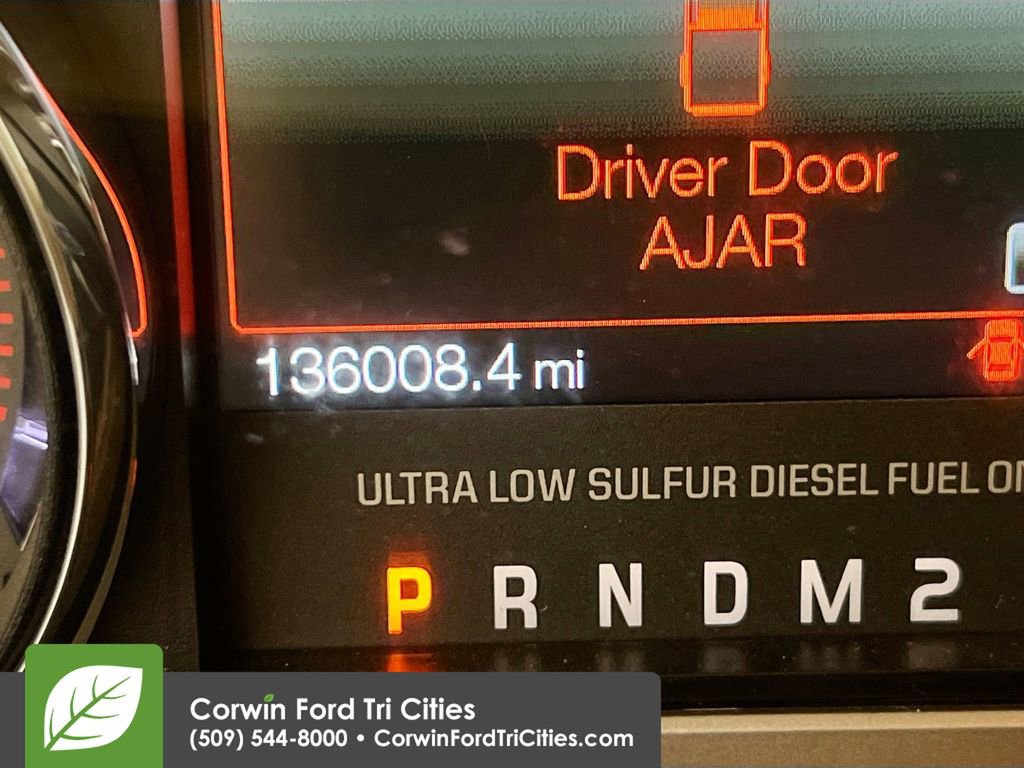 Driver Door
AJAR
136008.4 mi
ULTRA LOW SULFUR DIESEL FUEL
P R N D M 2
Corwin Ford Tri Cities
(509) 544-8000 • CorwinFordTriCities.com